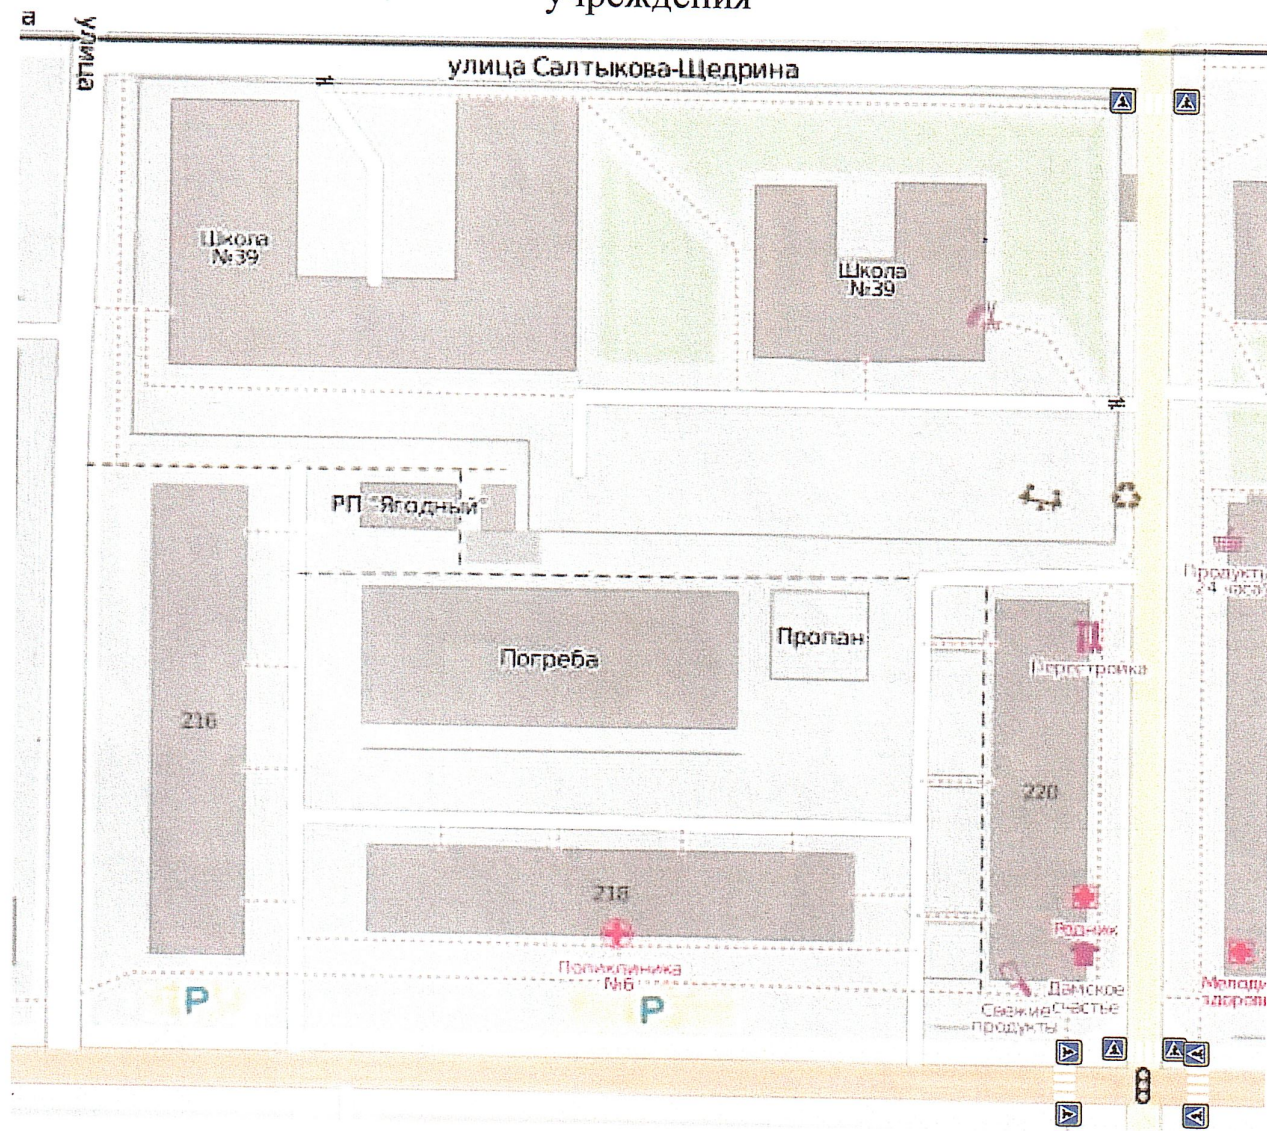 учреждения
а
улица
улица Салтыкова-Щедрина
Школа
№39
Школа
№39
РП "Ягодный"
Продукты
24 часа
Погреба
Пропан
Перестройка
216
220
218
Родник
Поликлиника
№6
Дамское
счастье
Свежие
продукты
P
P